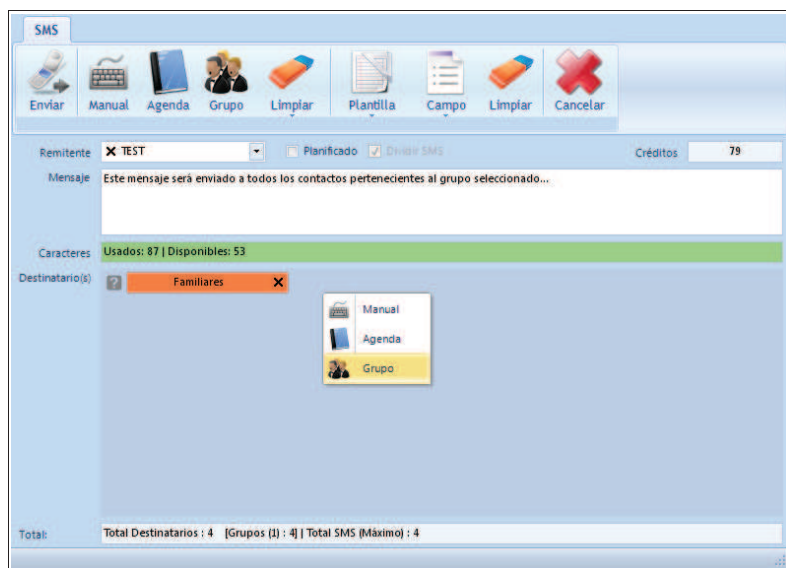 SMS
Enviar Manual Agenda Grupo Limpiar Plantilla Campo Limpiar Cancelar
Remitente X TEST Planificado Dividir SMS Créditos 79
Mensaje Este mensaje será enviado a todos los contactos pertenecientes al grupo seleccionado...
Caracteres Usados: 87 | Disponibles: 53
Destinatario(s) ? Familiares X
Manual
Agenda
Grupo
Total: Total Destinatarios : 4 [Grupos (1) : 4] | Total SMS (Máximo) : 4